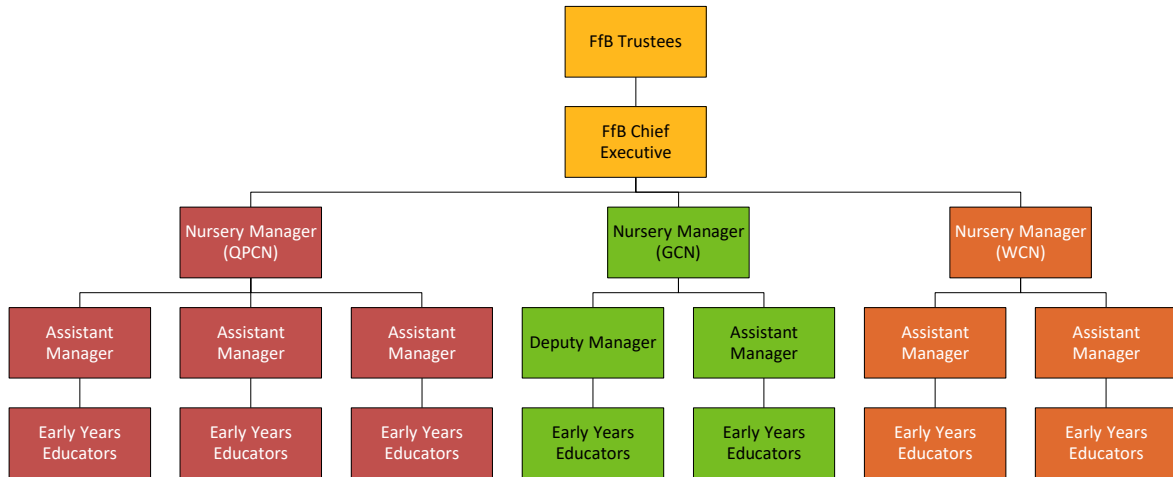 FfB Trustees
FfB Chief
Executive
Nursery Manager
(QPCN)
Nursery Manager
(GCN)
Nursery Manager
(WCN)
Assistant
Manager
Assistant
Manager
Assistant
Manager
Deputy Manager
Assistant
Manager
Assistant
Manager
Assistant
Manager
Early Years
Educators
Early Years
Educators
Early Years
Educators
Early Years
Educators
Early Years
Educators
Early Years
Educators
Early Years
Educators